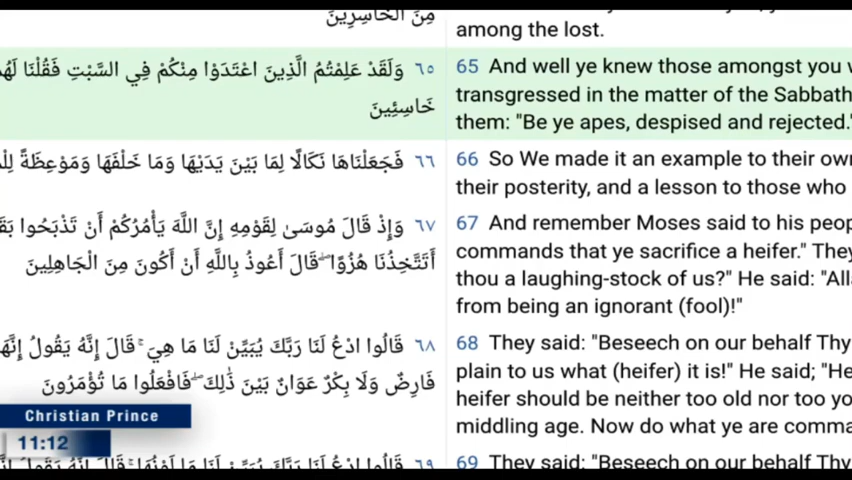 مِنَ الْخَاسِرِينَ
among the lost.
٦٥ وَلَقَدْ عَلِمْتُمُ الَّذِينَ اعْتَدَوْا مِنْكُمْ فِي السَّبْتِ فَقُلْنَا
خَاسِئِينَ
65 And well ye knew those amongst you
transgressed in the matter of the Sabbath
them: "Be ye apes, despised and rejected."
٦٦ فَجَعَلْنَاهَا نَكَالًا لِمَا بَيْنَ يَدَيْهَا وَمَا خَلْفَهَا وَمَوْعِظَةً
66 So We made it an example to their
their posterity, and a lesson to those who
٦٧ وَإِذْ قَالَ مُوسَىٰ لِقَوْمِهِ إِنَّ اللَّهَ يَأْمُرُكُمْ أَنْ تَذْبَحُوا
أَتَتَّخِذُنَا هُزُوًا ۖ قَالَ أَعُوذُ بِاللَّهِ أَنْ أَكُونَ مِنَ الْجَاهِلِينَ
67 And remember Moses said to his
commands that ye sacrifice a heifer." They
thou a laughing-stock of us?" He said:
from being an ignorant (fool)!"
٦٨ قَالُوا ادْعُ لَنَا رَبَّكَ يُبَيِّنْ لَنَا مَا هِيَ ۚ قَالَ إِنَّهُ يَقُولُ
فَارِضٌ وَلَا بِكْرٌ عَوَانٌ بَيْنَ ذَٰلِكَ ۖ فَافْعَلُوا مَا تُؤْمَرُونَ
68 They said: "Beseech on our behalf Thy
plain to us what (heifer) it is!" He said; "He
heifer should be neither too old nor too
middling age. Now do what ye are
Christian Prince
11:12
69 They said: "Beseech on our behalf Thy